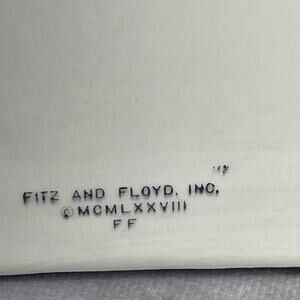 FITZ AND FLOYD, INC.
©MCMLXXVIII
FF